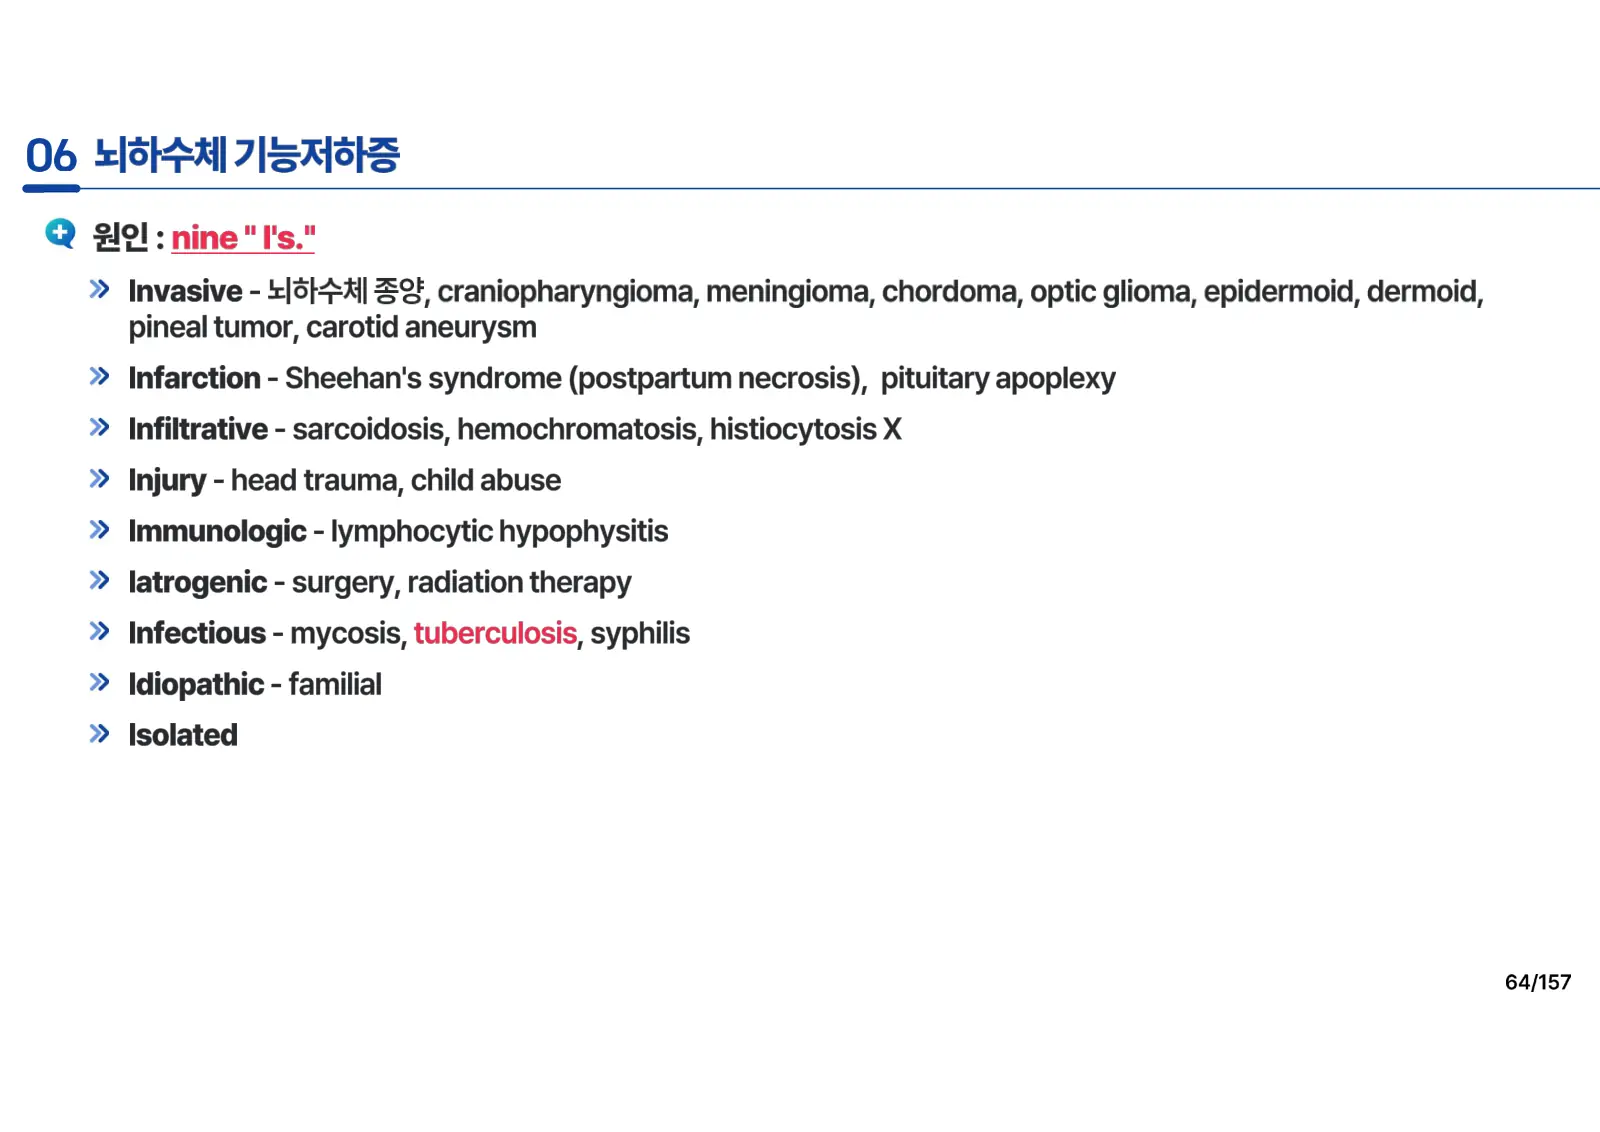 06 뇌하수체 기능저하증
원인 : nine " I's."
Invasive - 뇌하수체 종양, craniopharyngioma, meningioma, chordoma, optic glioma, epidermoid, dermoid,
pineal tumor, carotid aneurysm
Infarction - Sheehan's syndrome (postpartum necrosis),  pituitary apoplexy
Infiltrative - sarcoidosis, hemochromatosis, histiocytosis X
Injury - head trauma, child abuse
Immunologic - lymphocytic hypophysitis
Iatrogenic - surgery, radiation therapy
Infectious - mycosis, tuberculosis, syphilis
Idiopathic - familial
Isolated
64/157